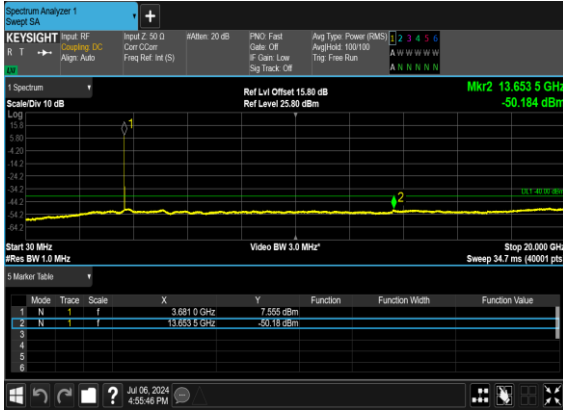 Spectrum Analyzer 1
Swept SA
+
KEYSIGHT
R T
Input: RF
Coupling: DC
Align: Auto
Input Z: 50 Ω
Corr CCorr
Freq Ref: Int (S)
#Atten: 20 dB
PNO: Fast
Gate: Off
IF Gain: Low
Sig Track: Off
Avg Type: Power (RMS)
Avg|Hold: 100/100
Trig: Free Run
1 2 3 4 5 6
A W W W W W
A N N N N N
1 Spectrum
Scale/Div 10 dB
Ref Lvl Offset 15.80 dB
Ref Level 25.80 dBm
Mkr2 13.653 5 GHz
-50.184 dBm
Log
15.8
5.80
-4.20
-14.2
-24.2
-34.2
-44.2
-54.2
-64.2
1
2
DL1 -40.00 dBm
Start 30 MHz
#Res BW 1.0 MHz
Video BW 3.0 MHz*
Stop 20.000 GHz
Sweep 34.7 ms (40001 pts)
5 Marker Table
Mode Trace Scale X Y Function Function Width Function Value
1 N 1 f 3.681 0 GHz 7.555 dBm
2 N 1 f 13.653 5 GHz -50.18 dBm
3
4
5
6
?
Jul 06, 2024
4:55:46 PM